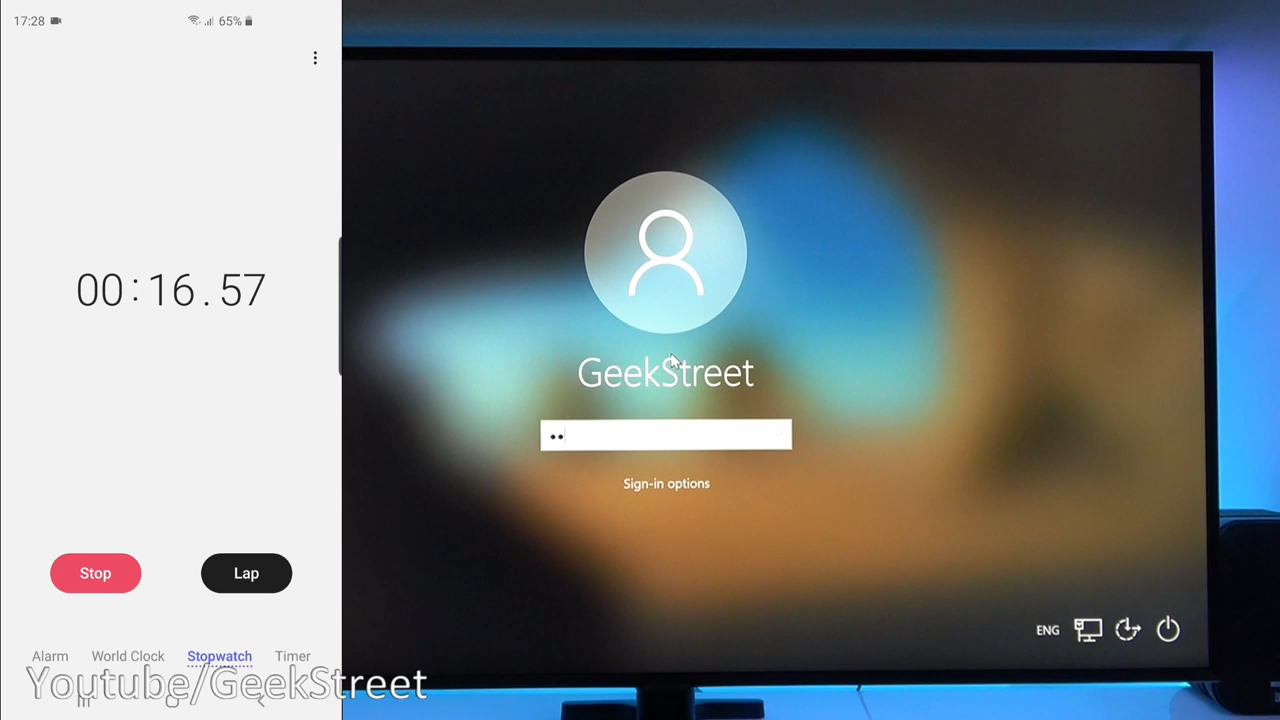 17:28
65%
00:16.57
Stop
Lap
Alarm
World Clock
Stopwatch
Timer
Youtube/GeekStreet
GeekStreet
Sign-in options
ENG